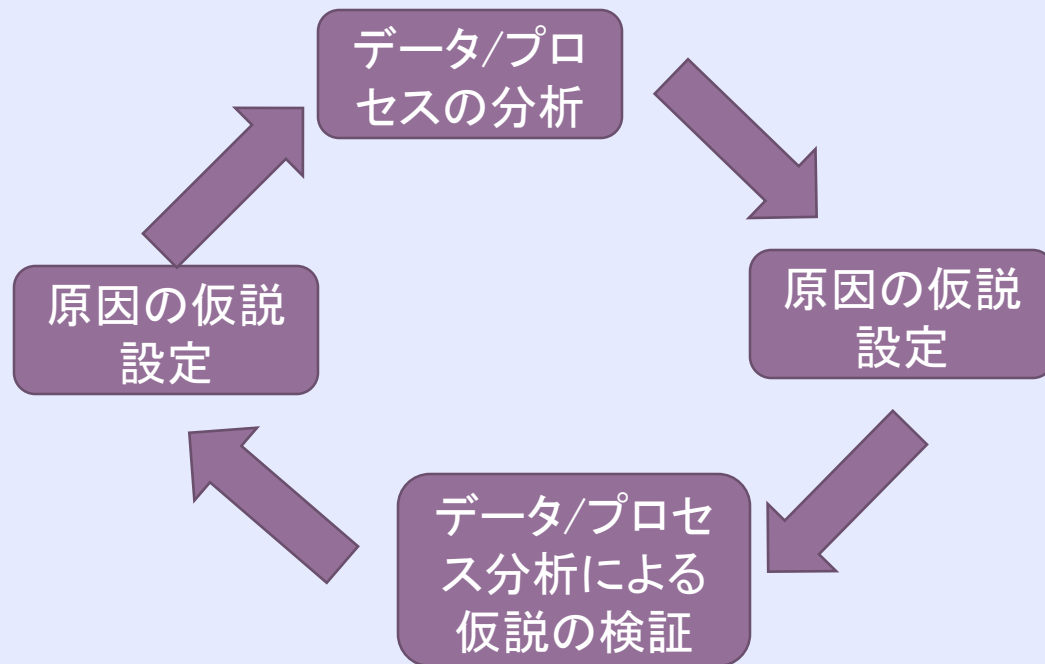 データ/プロ
セスの分析
原因の仮説
設定
原因の仮説
設定
データ/プロセ
ス分析による
仮説の検証